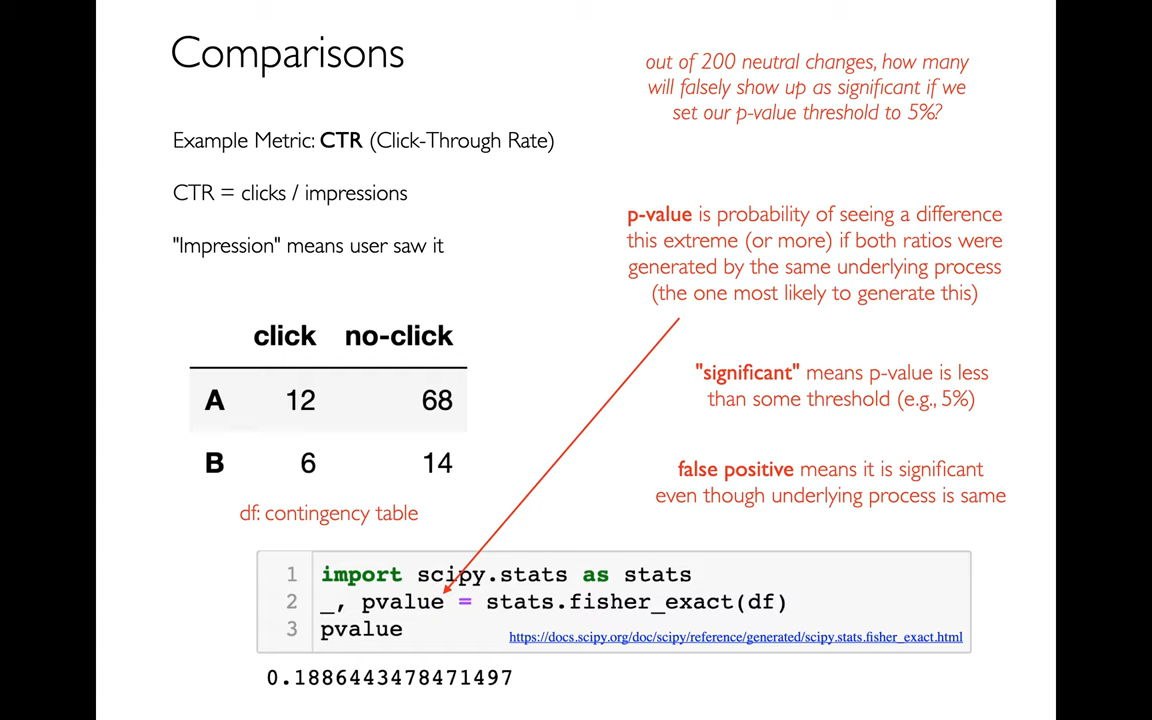 Comparisons
out of 200 neutral changes, how many
will falsely show up as significant if we
set our p-value threshold to 5%?
Example Metric: CTR (Click-Through Rate)
CTR = clicks / impressions
"Impression" means user saw it
p-value is probability of seeing a difference
this extreme (or more) if both ratios were
generated by the same underlying process
(the one most likely to generate this)
click no-click
A 12 68
B 6 14
df: contingency table
"significant" means p-value is less
than some threshold (e.g., 5%)
false positive means it is significant
even though underlying process is same
1 import scipy.stats as stats
2 _, pvalue = stats.fisher_exact(df)
3 pvalue
https://docs.scipy.org/doc/scipy/reference/generated/scipy.stats.fisher_exact.html
0.1886443478471497